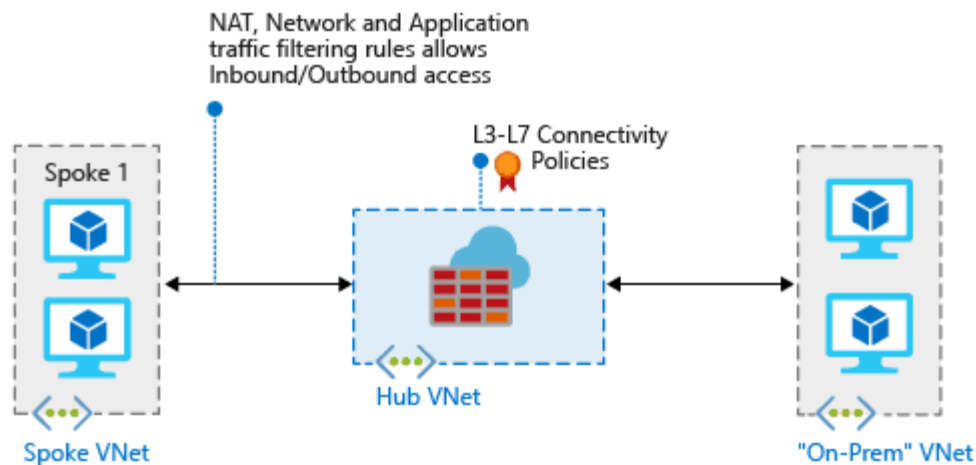 NAT, Network and Application
traffic filtering rules allows
Inbound/Outbound access
L3-L7 Connectivity
Policies
Spoke 1
Hub VNet
Spoke VNet
"On-Prem" VNet